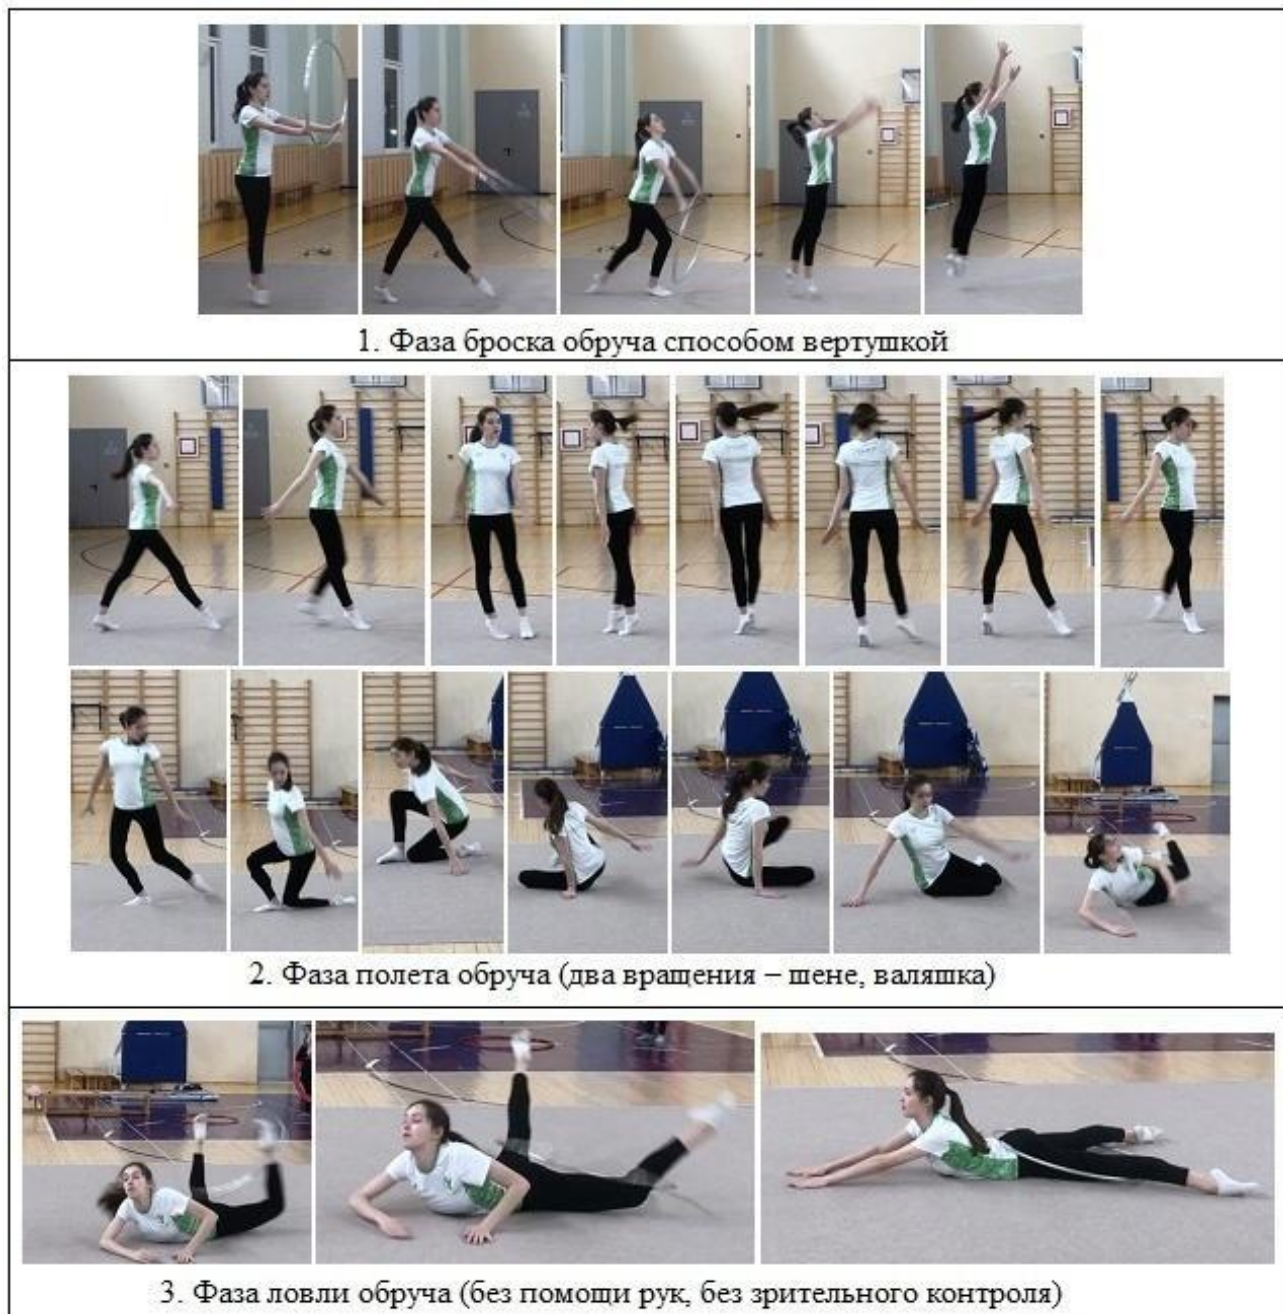 1. Фаза броска обруча способом вертушкой
2. Фаза полета обруча (два вращения – шене, валяшка)
3. Фаза ловли обруча (без помощи рук, без зрительного контроля)